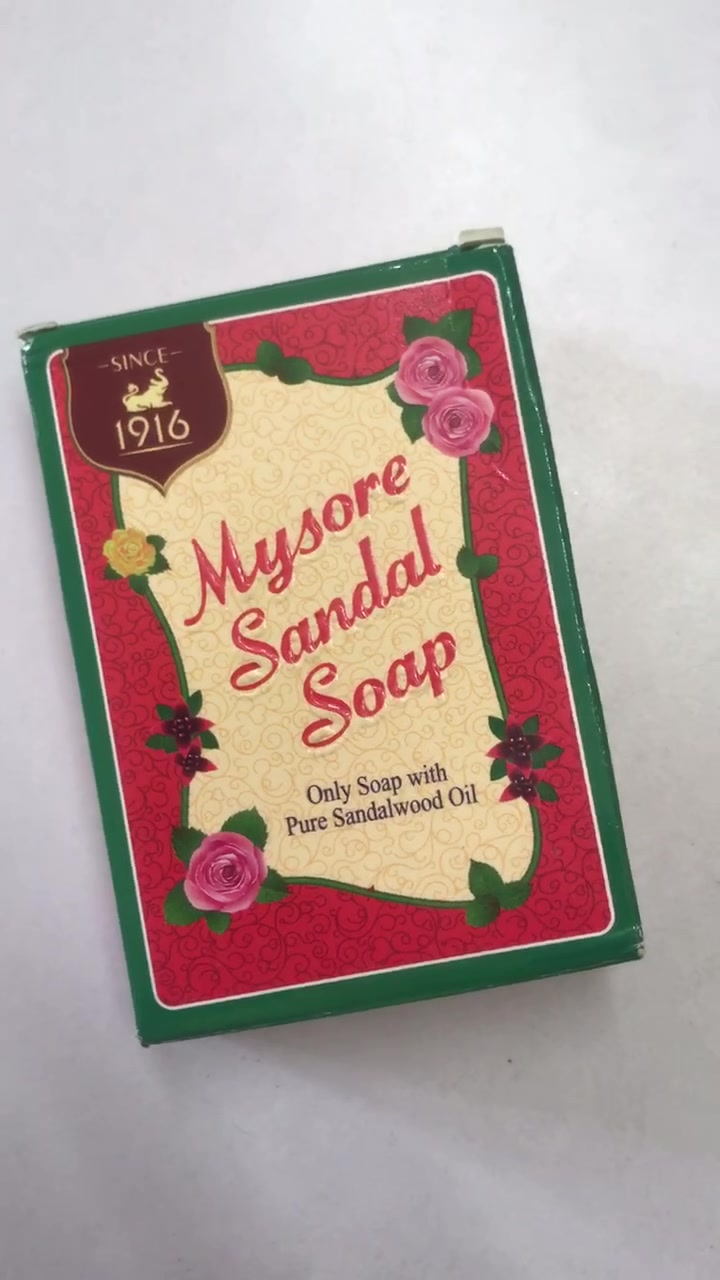 -SINCE-
1916
Mysore
Sandal
Soap
Only Soap with
Pure Sandalwood Oil